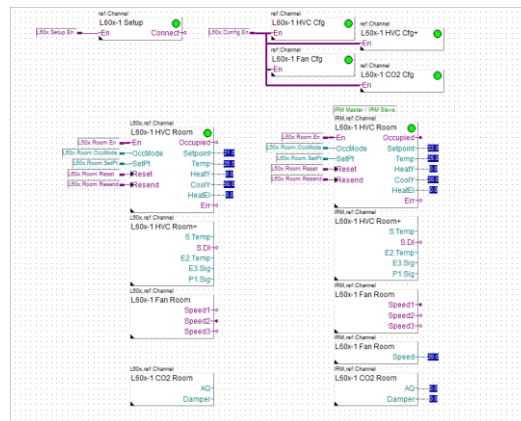 ref:Channel
L60x-1 Setup
L60x.Setup.En
En
Connect
ref:Channel
L60x-1 HVC Cfg
L60x.Config.En
En
ref:Channel
L60x-1 HVC Cfg+
En
ref:Channel
L60x-1 Fan Cfg
En
ref:Channel
L60x-1 CO2 Cfg
En
L60x,ref:Channel
L60x-1 HVC Room
L60x.Room.En
En
Occupied
L60x.Room.OccMode
OccMode
Setpoint
L60x.Room.SetPt
SetPt
Temp
L60x.Room.Reset
Reset
HeatY
L60x.Room.Resend
Resend
CoolY
HeatEl
Err
L60x,ref:Channel
L60x-1 HVC Room+
S.Temp
S.DI
E2.Temp
E3.Sig
P1.Sig
L60x,ref:Channel
L60x-1 Fan Room
Speed1
Speed2
Speed3
L60x,ref:Channel
L60x-1 CO2 Room
AQ
Damper
IRM Master / IRM Slave
IRM,ref:Channel
L60x-1 HVC Room
L60x.Room.En
En
Occupied
L60x.Room.OccMode
OccMode
Setpoint
L60x.Room.SetPt
SetPt
Temp
L60x.Room.Reset
Reset
HeatY
L60x.Room.Resend
Resend
CoolY
HeatEl
0.0
Err
IRM,ref:Channel
L60x-1 HVC Room+
S.Temp
S.DI
E2.Temp
E3.Sig
P1.Sig
IRM,ref:Channel
L60x-1 Fan Room
Speed1
Speed2
Speed3
IRM,ref:Channel
L60x-1 Fan Room
Speed
IRM,ref:Channel
L60x-1 CO2 Room
AQ
0.0
Damper
0.0